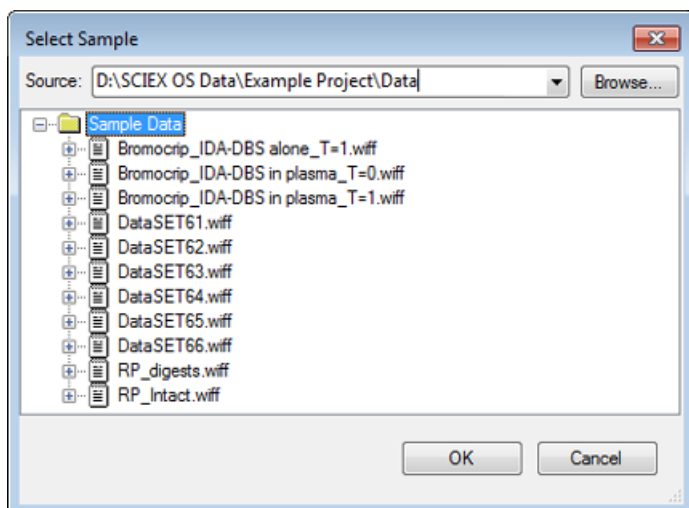 Select Sample
Source: D:\SCIEX OS Data\Example Project\Data Browse...
Sample Data
Bromocrip_IDA-DBS alone_T=1.wiff
Bromocrip_IDA-DBS in plasma_T=0.wiff
Bromocrip_IDA-DBS in plasma_T=1.wiff
DataSET61.wiff
DataSET62.wiff
DataSET63.wiff
DataSET64.wiff
DataSET65.wiff
DataSET66.wiff
RP_digests.wiff
RP_Intact.wiff
OK Cancel